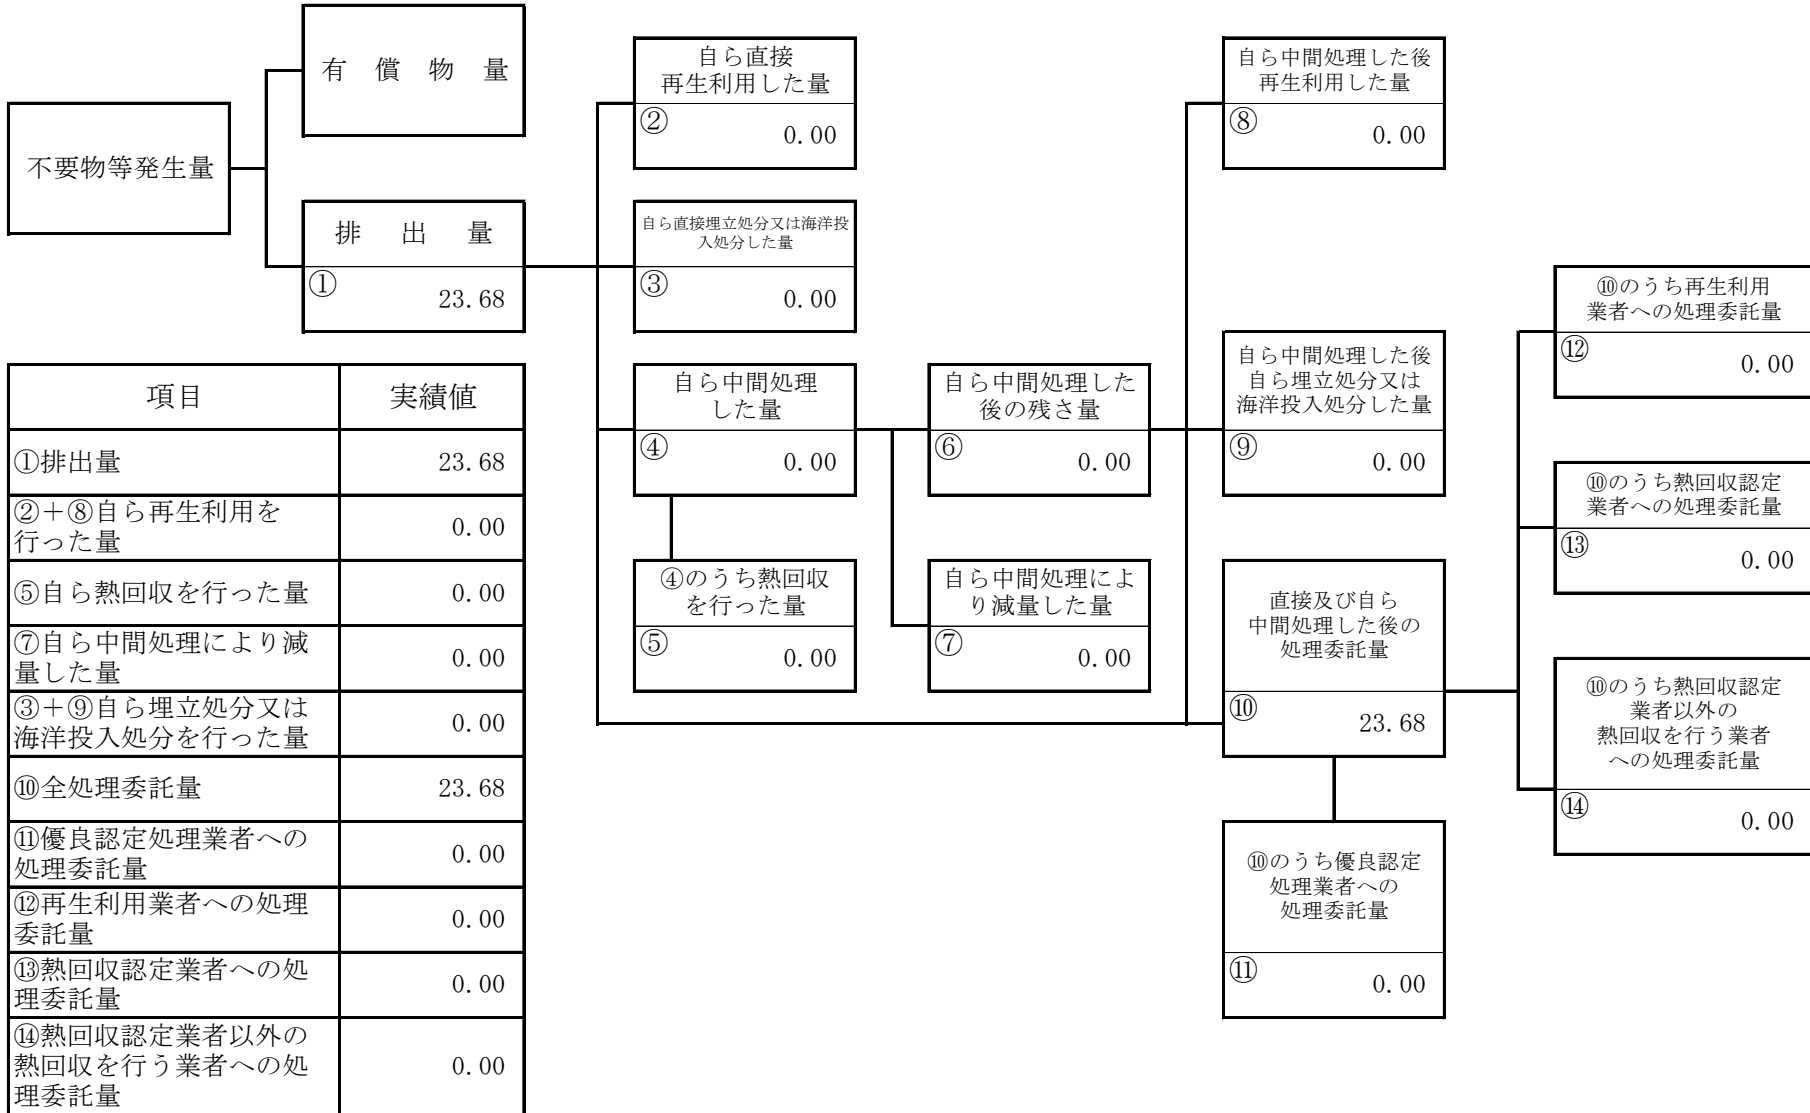 有償物量
不要物等発生量
排出量
①
23.68
自ら直接
再生利用した量
②
0.00
自ら直接埋立処分又は海洋投
入処分した量
③
0.00
自ら中間処理
した量
④
0.00
④のうち熱回収
を行った量
⑤
0.00
自ら中間処理した
後の残さ量
⑥
0.00
自ら中間処理によ
り減量した量
⑦
0.00
自ら中間処理した後
再生利用した量
⑧
0.00
自ら中間処理した後
自ら埋立処分又は
海洋投入処分した量
⑨
0.00
直接及び自ら
中間処理した後の
処理委託量
⑩
23.68
⑩のうち優良認定
処理業者への
処理委託量
⑪
0.00
⑩のうち再生利用
業者への処理委託量
⑫
0.00
⑩のうち熱回収認定
業者への処理委託量
⑬
0.00
⑩のうち熱回収認定
業者以外の
熱回収を行う業者
への処理委託量
⑭
0.00
項目 実績値
①排出量 23.68
②＋⑧自ら再生利用を
行った量 0.00
⑤自ら熱回収を行った量 0.00
⑦自ら中間処理により減
量した量 0.00
③＋⑨自ら埋立処分又は
海洋投入処分を行った量 0.00
⑩全処理委託量 23.68
⑪優良認定処理業者への
処理委託量 0.00
⑫再生利用業者への処理
委託量 0.00
⑬熱回収認定業者への処
理委託量 0.00
⑭熱回収認定業者以外の
熱回収を行う業者への処 0.00
理委託量